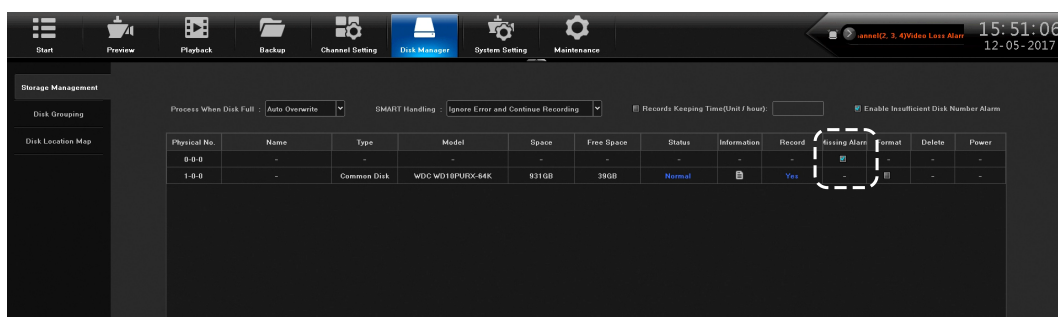 Start Preview Playback Backup Channel Setting Disk Manager System Setting Maintenance
annel(2, 3, 4)Video Loss Alarr
15:51:06
12-05-2017
Storage Management
Disk Grouping
Disk Location Map
Process When Disk Full : Auto Overwrite SMART Handling : Ignore Error and Continue Recording Records Keeping Time(Unit / hour): Enable Insufficient Disk Number Alarm
Physical No. Name Type Model Space Free Space Status Information Record Missing Alarm Format Delete Power
0-0-0 - - - - - - - - - - -
1-0-0 - Common Disk WDC WD10PURX-64K 931GB 39GB Normal Yes - - -